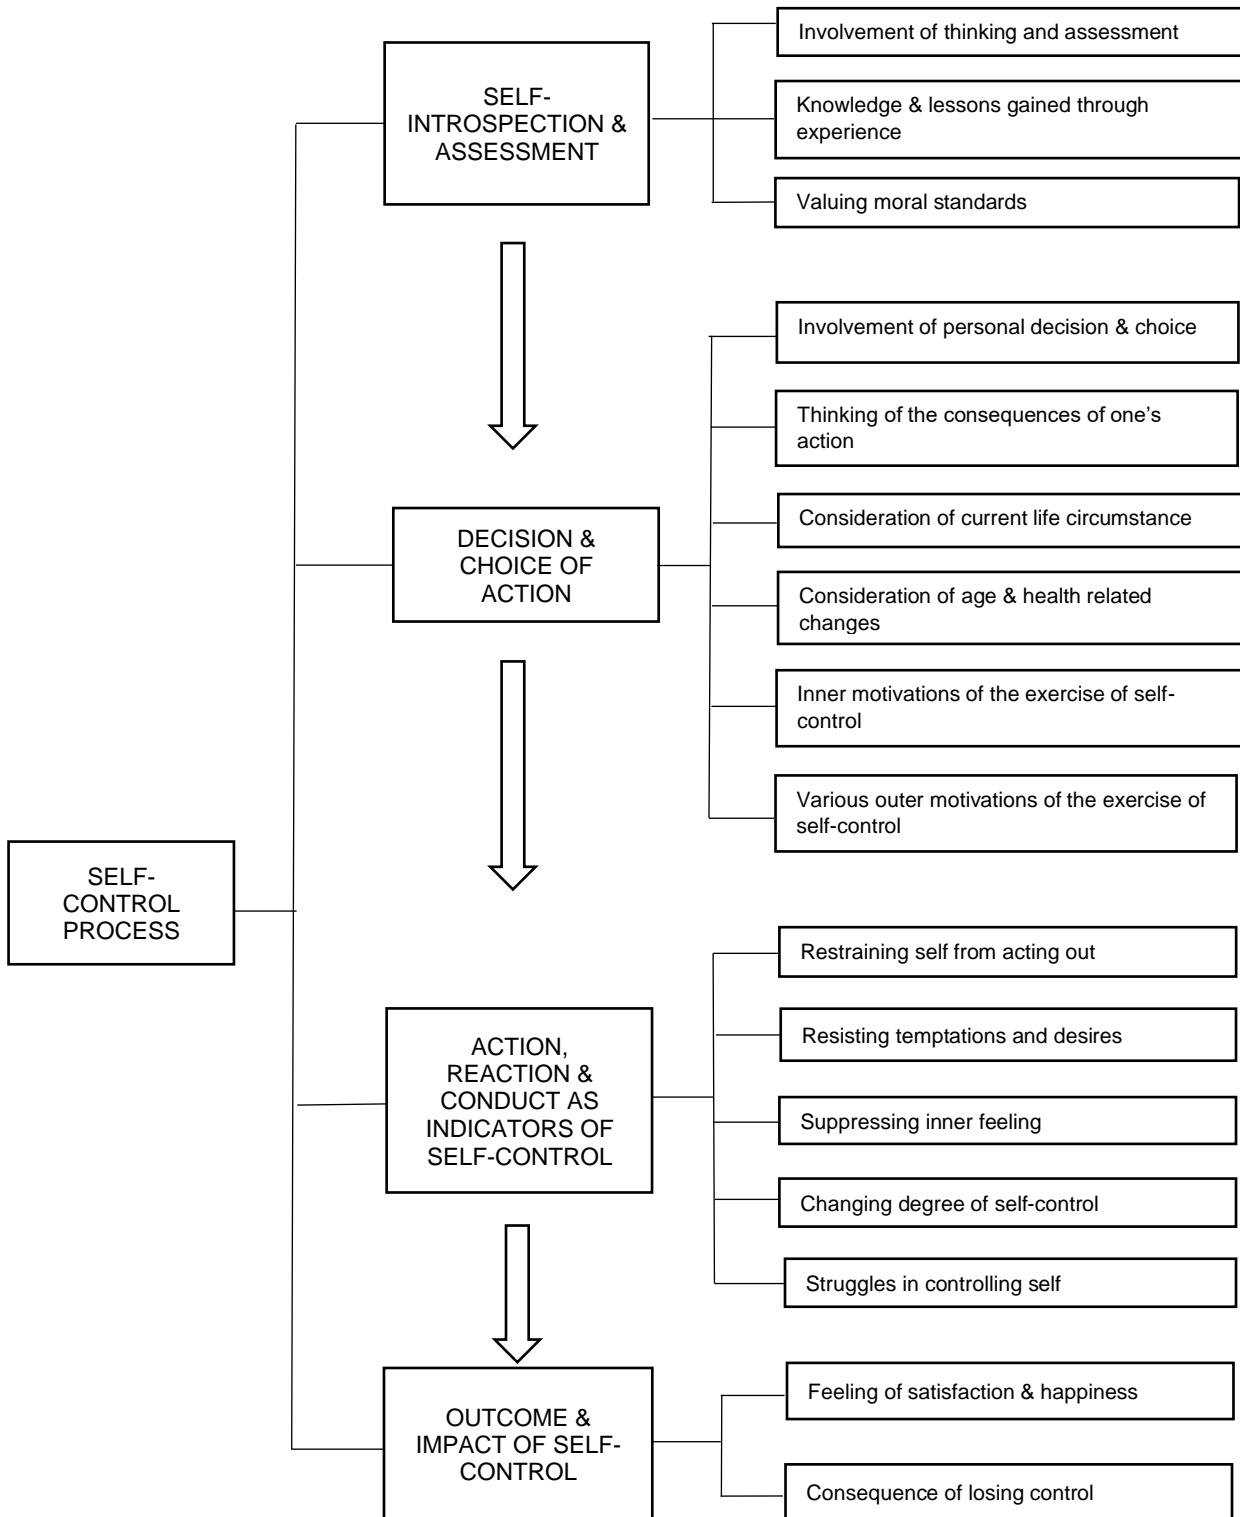 SELF-
CONTROL
PROCESS
SELF-
INTROSPECTION &
ASSESSMENT
Involvement of thinking and assessment
Knowledge & lessons gained through
experience
Valuing moral standards
DECISION &
CHOICE OF
ACTION
Involvement of personal decision & choice
Thinking of the consequences of one’s
action
Consideration of current life circumstance
Consideration of age & health related
changes
Inner motivations of the exercise of self-
control
Various outer motivations of the exercise of
self-control
ACTION,
REACTION &
CONDUCT AS
INDICATORS OF
SELF-CONTROL
Restraining self from acting out
Resisting temptations and desires
Suppressing inner feeling
Changing degree of self-control
Struggles in controlling self
OUTCOME &
IMPACT OF SELF-
CONTROL
Feeling of satisfaction & happiness
Consequence of losing control